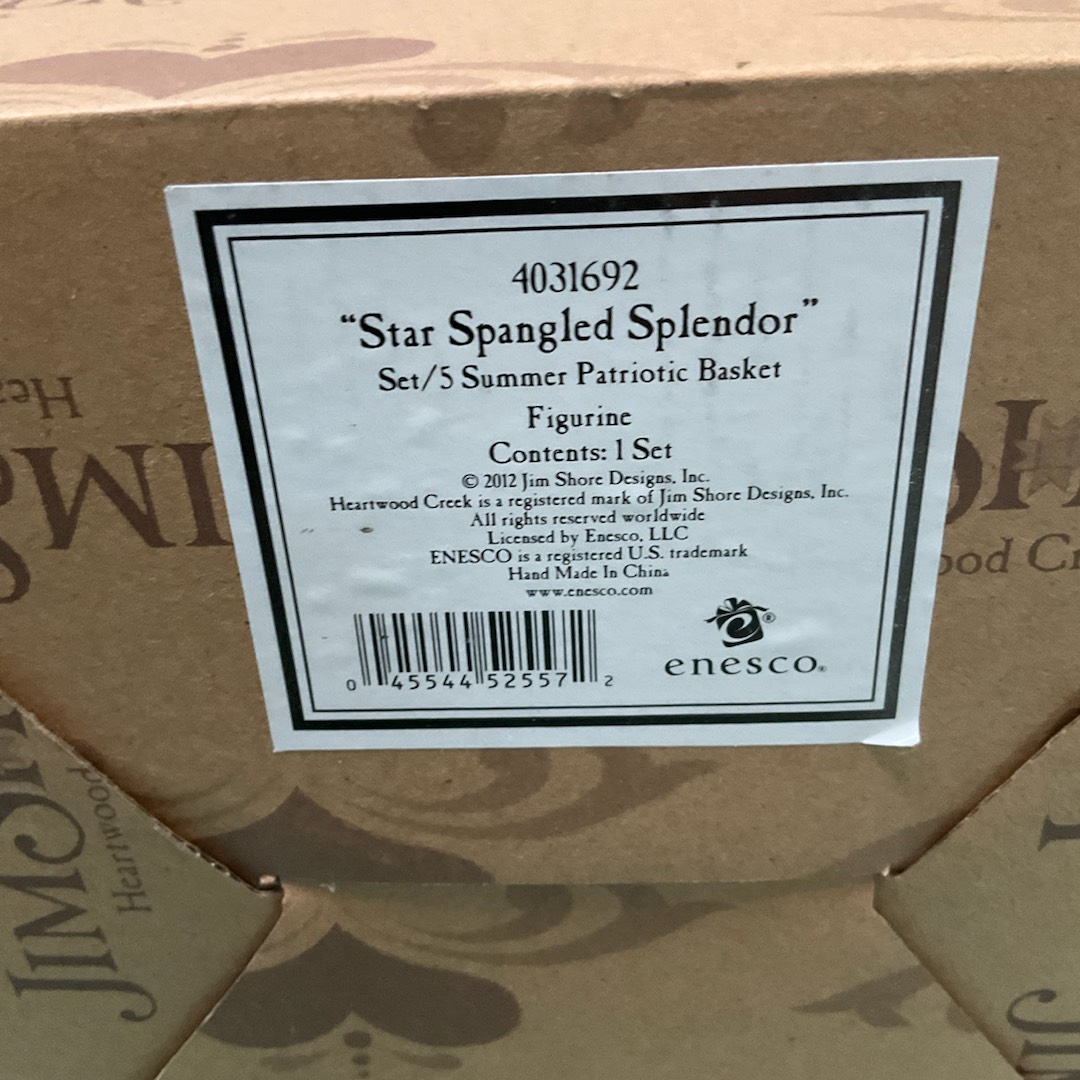 4031692
“Star Spangled Splendor”
Set/5 Summer Patriotic Basket
Figurine
Contents: 1 Set
© 2012 Jim Shore Designs, Inc.
Heartwood Creek is a registered mark of Jim Shore Designs, Inc.
All rights reserved worldwide
Licensed by Enesco, LLC
ENESCO is a registered U.S. trademark
Hand Made In China
www.enesco.com
0 45544 52557 2
enesco®
JIM
Heartwood